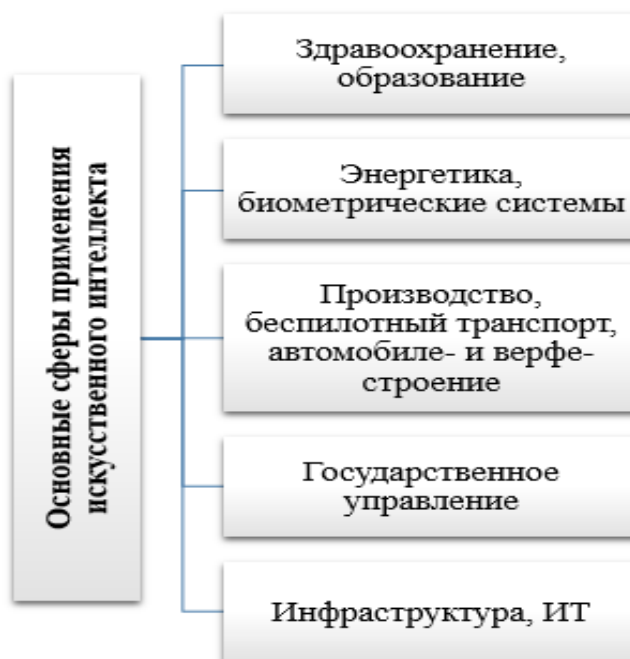 Основные сферы применения
искусственного интеллекта
Здравоохранение,
образование
Энергетика,
биометрические системы
Производство,
беспилотный транспорт,
автомобиле- и верфе-
строение
Государственное
управление
Инфраструктура, ИТ